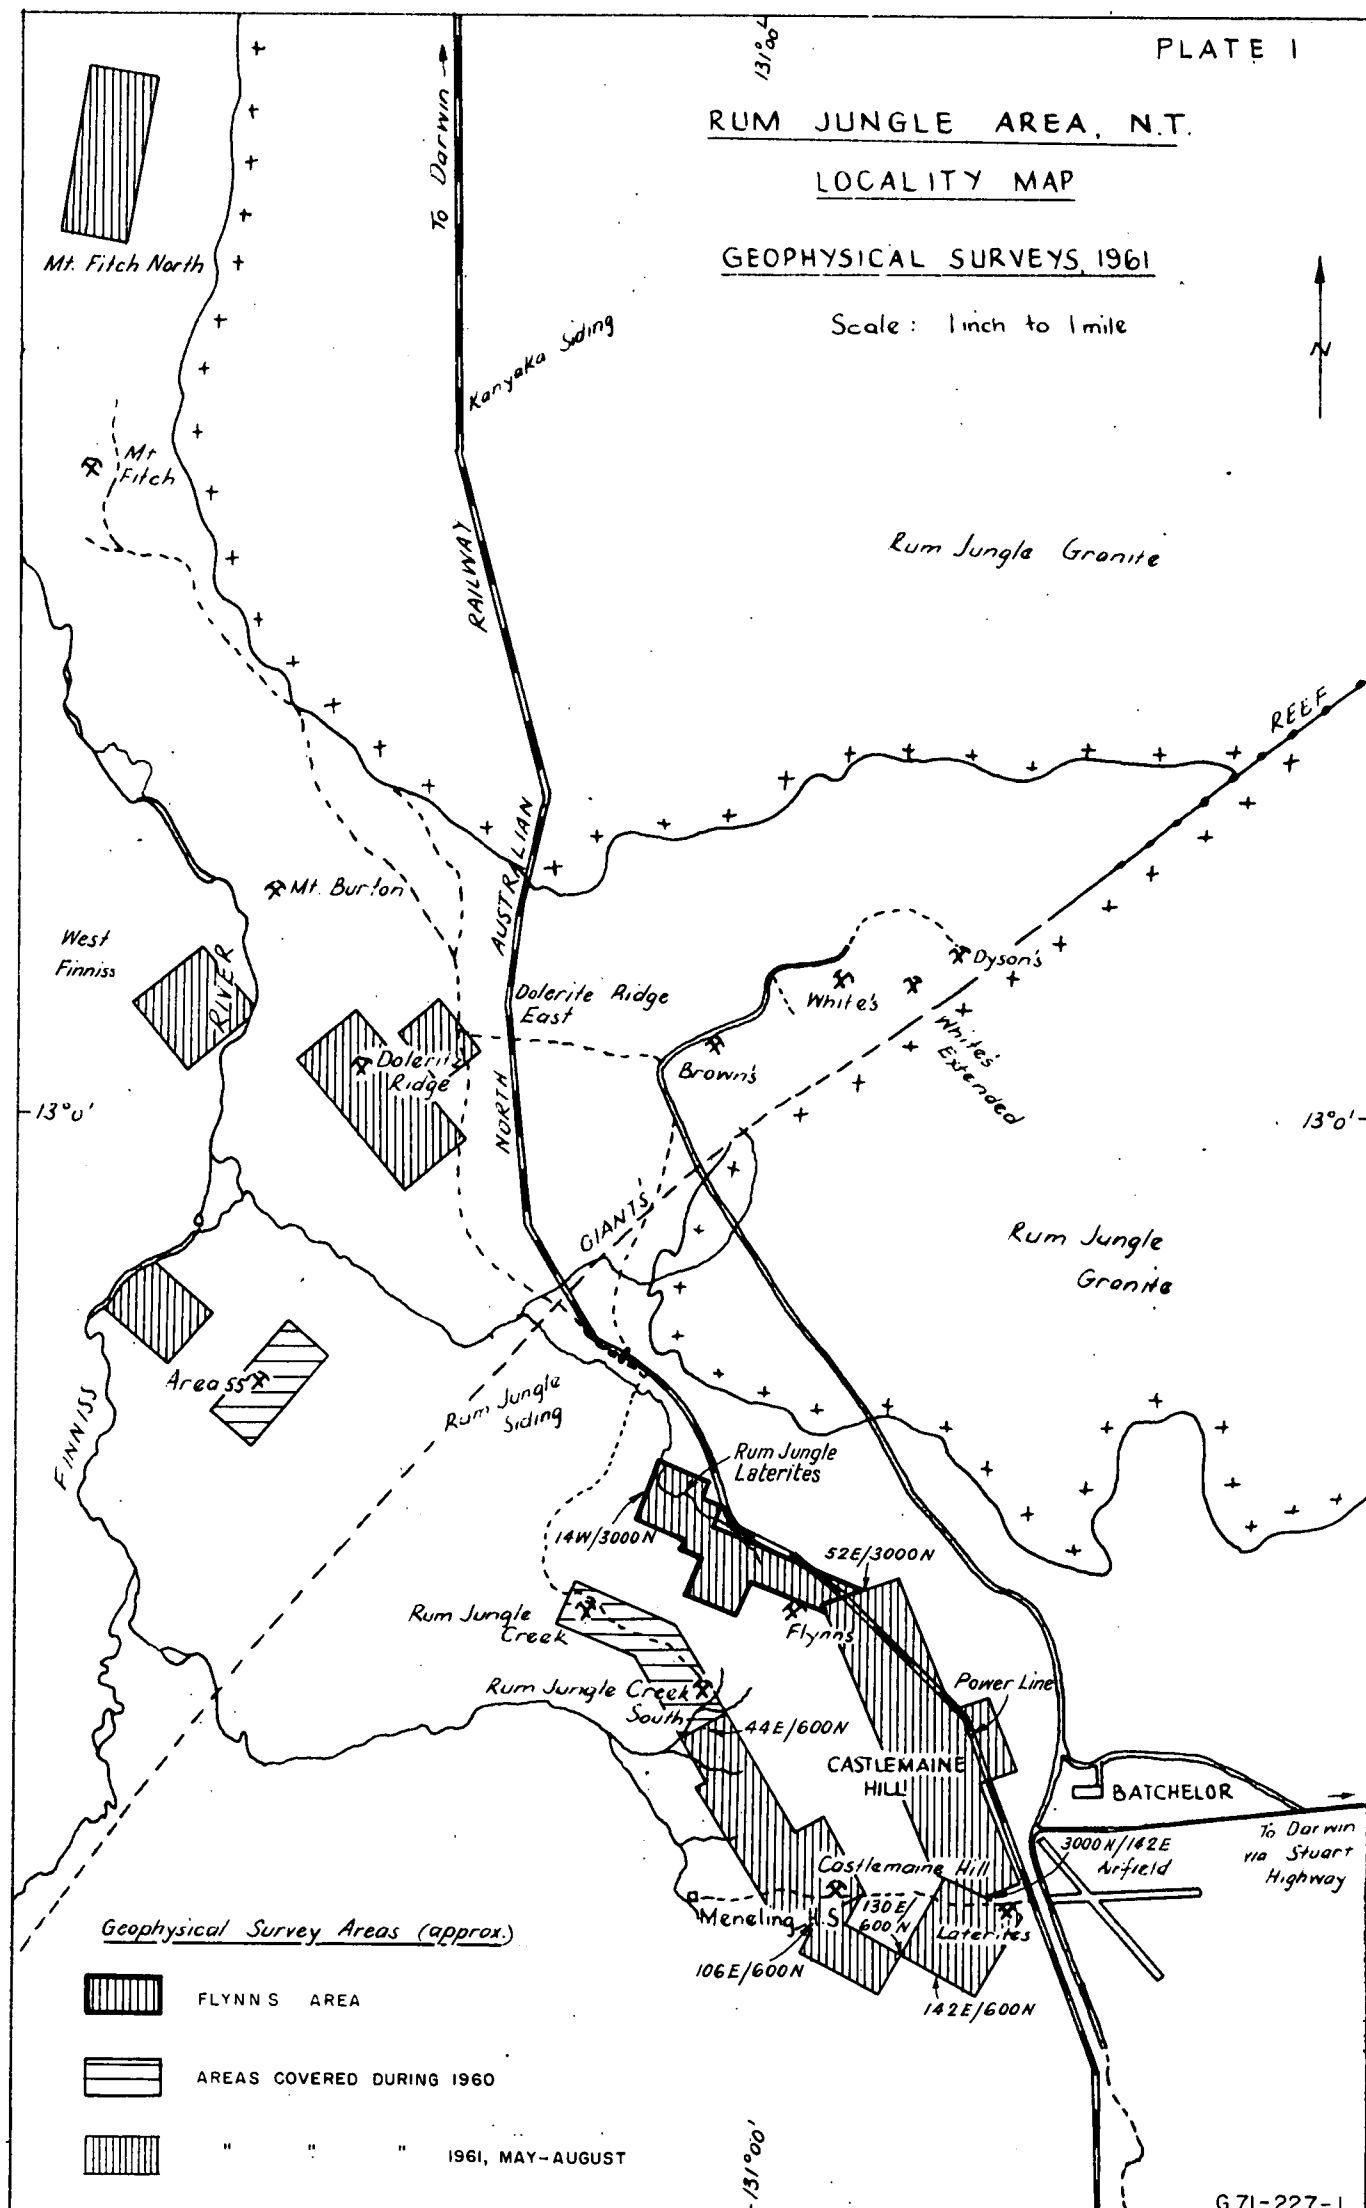 PLATE 1
131°00'
RUM JUNGLE AREA, N.T.
LOCALITY MAP
GEOPHYSICAL SURVEYS, 1961
Scale: 1 inch to 1 mile
N
To Darwin
Mt. Fitch North
Kanyaka Siding
Mt
Fitch
RAILWAY
Rum Jungle Granite
REEF
AUSTRALIAN
Mt. Burton
West
Finniss
RIVER
Dyson's
White's
Dolerite Ridge
East
White's
Extended
Brown's
Dolerite
Ridge
NORTH
13°0'
13°0'
GIANTS
Rum Jungle
Granite
Area 55
FINNISS
Rum Jungle
Siding
Rum Jungle
Laterites
14W/3000N
52E/3000N
Rum Jungle
Creek
Flynns
Rum Jungle Creek
South
Power Line
44E/600N
CASTLEMAINE
HILL
BATCHELOR
To Darwin
via Stuart
Highway
3000N/142E
Airfield
Castlemaine Hill
Meneling H.S.
130E/
600N
Laterites
106E/600N
142E/600N
Geophysical Survey Areas (approx.)
FLYNNS AREA
AREAS COVERED DURING 1960
" " " 1961, MAY-AUGUST
131°00'
G71-227-1